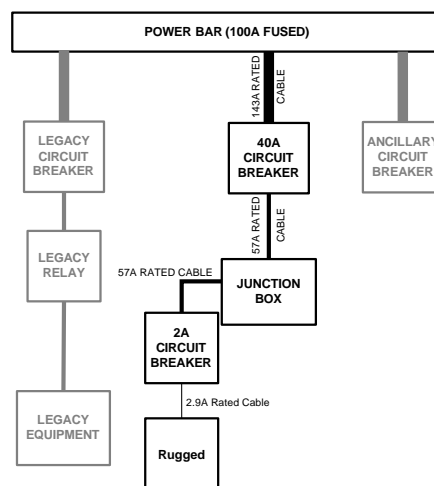 POWER BAR (100A FUSED)
143A RATED
CABLE
LEGACY
CIRCUIT
BREAKER
40A
CIRCUIT
BREAKER
ANCILLARY
CIRCUIT
BREAKER
57A RATED
CABLE
LEGACY
RELAY
57A RATED CABLE
JUNCTION
BOX
2A
CIRCUIT
BREAKER
2.9A Rated Cable
LEGACY
EQUIPMENT
Rugged